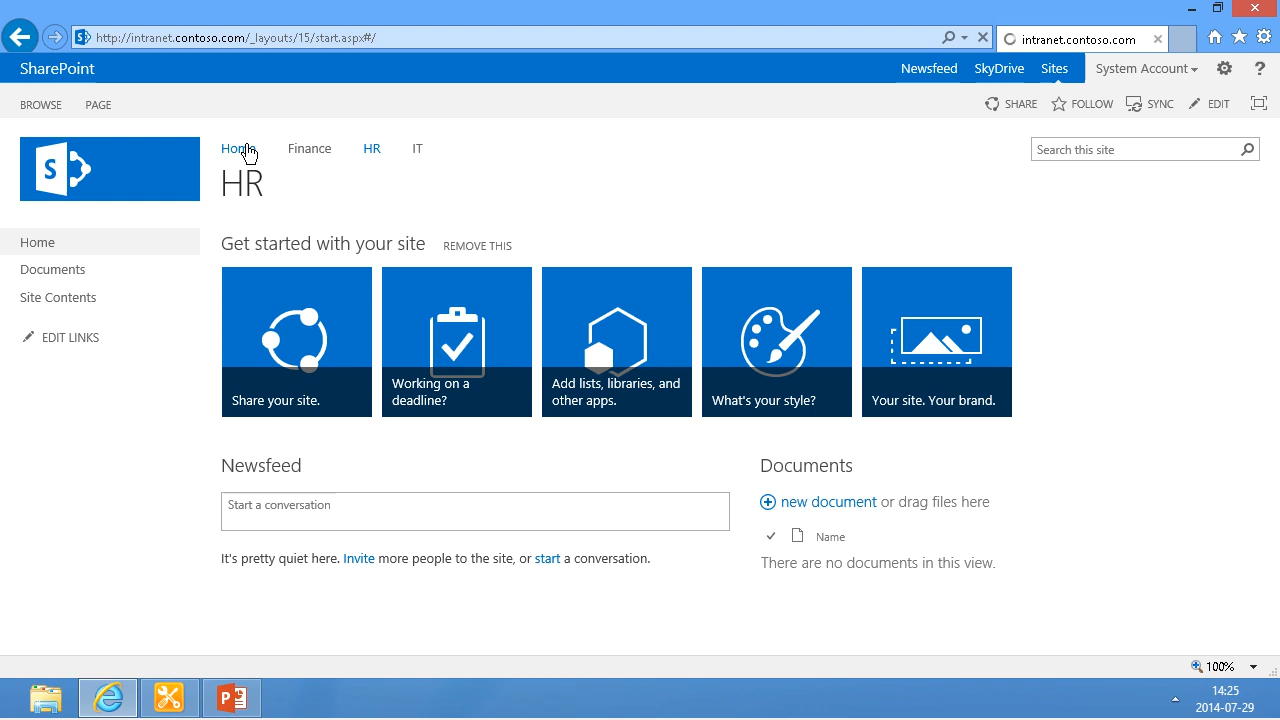 http://intranet.contoso.com/_layouts/15/start.aspx#/
intranet.contoso.com
SharePoint
Newsfeed SkyDrive Sites System Account
BROWSE PAGE
SHARE FOLLOW SYNC EDIT
S
Home Finance HR IT
Search this site
HR
Home
Documents
Site Contents
EDIT LINKS
Get started with your site REMOVE THIS
Share your site.
Working on a
deadline?
Add lists, libraries, and
other apps.
What's your style?
Your site. Your brand.
Newsfeed
Start a conversation
It's pretty quiet here. Invite more people to the site, or start a conversation.
Documents
new document or drag files here
Name
There are no documents in this view.
100%
14:25
2014-07-29